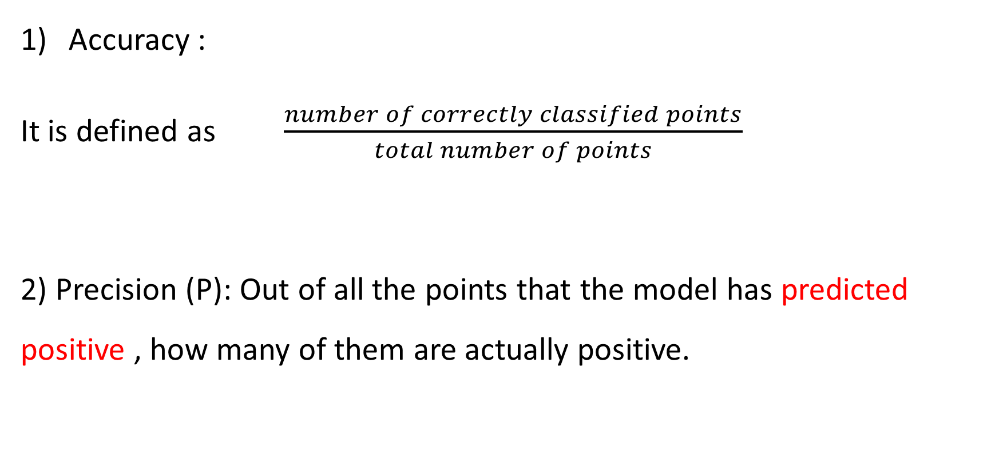 1) Accuracy :
It is defined as number of correctly classified points
total number of points
2) Precision (P): Out of all the points that the model has predicted
positive , how many of them are actually positive.